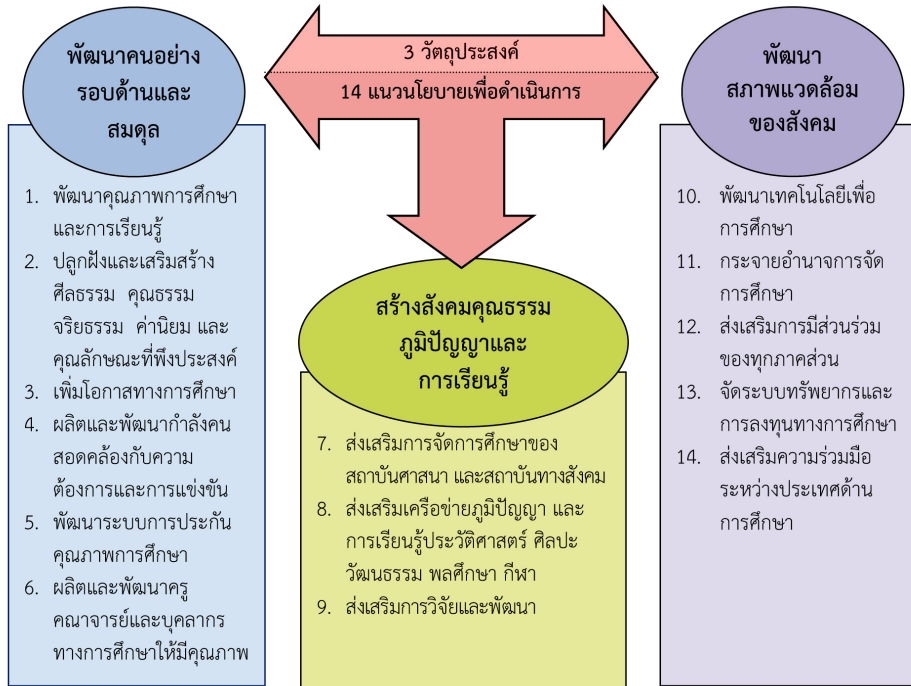 3 วัตถุประสงค์
14 แนวนโยบายเพื่อดำเนินการ
พัฒนาคนอย่าง
รอบด้านและ
สมดุล
1. พัฒนาคุณภาพการศึกษา
และการเรียนรู้
2. ปลูกฝังและเสริมสร้าง
ศีลธรรม คุณธรรม
จริยธรรม ค่านิยม และ
คุณลักษณะที่พึงประสงค์
3. เพิ่มโอกาสทางการศึกษา
4. ผลิตและพัฒนากำลังคน
สอดคล้องกับความ
ต้องการและการแข่งขัน
5. พัฒนาระบบการประกัน
คุณภาพการศึกษา
6. ผลิตและพัฒนาครู
คณาจารย์และบุคลากร
ทางการศึกษาให้มีคุณภาพ
สร้างสังคมคุณธรรม
ภูมิปัญญาและ
การเรียนรู้
7. ส่งเสริมการจัดการศึกษาของ
สถาบันศาสนา และสถาบันทางสังคม
8. ส่งเสริมเครือข่ายภูมิปัญญา และ
การเรียนรู้ประวัติศาสตร์ ศิลปะ
วัฒนธรรม พลศึกษา กีฬา
9. ส่งเสริมการวิจัยและพัฒนา
พัฒนา
สภาพแวดล้อม
ของสังคม
10. พัฒนาเทคโนโลยีเพื่อ
การศึกษา
11. กระจายอำนาจการจัด
การศึกษา
12. ส่งเสริมการมีส่วนร่วม
ของทุกภาคส่วน
13. จัดระบบทรัพยากรและ
การลงทุนทางการศึกษา
14. ส่งเสริมความร่วมมือ
ระหว่างประเทศด้าน
การศึกษา